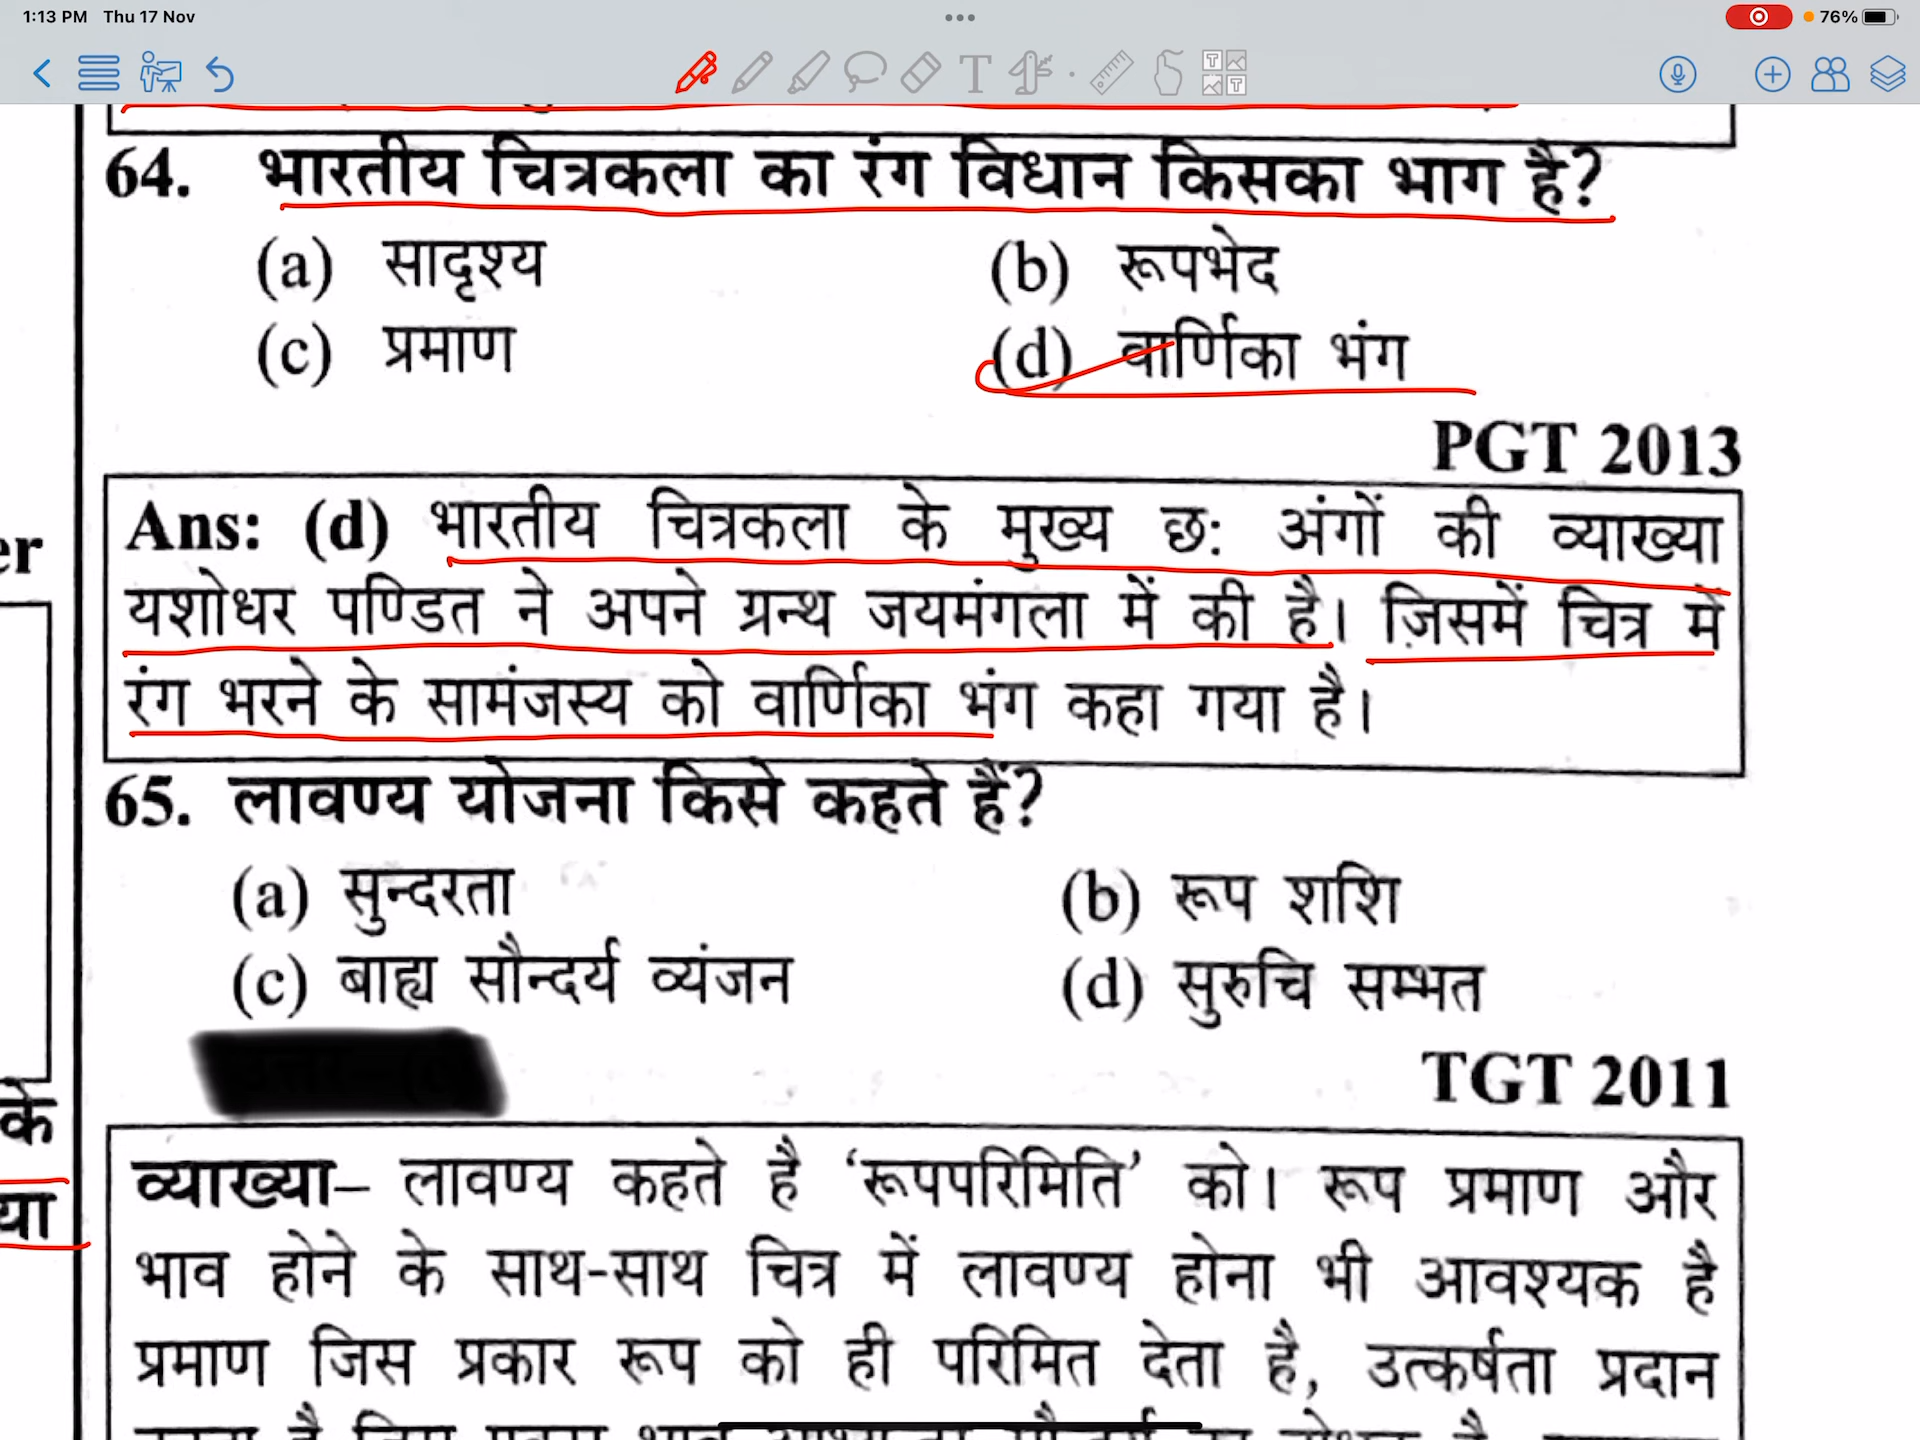 1:13 PM Thu 17 Nov
76%
64. भारतीय चित्रकला का रंग विधान किसका भाग है?
(a) सादृश्य (b) रूपभेद
(c) प्रमाण (d) वार्णिका भंग
PGT 2013
Ans: (d) भारतीय चित्रकला के मुख्य छः अंगों की व्याख्या
यशोधर पण्डित ने अपने ग्रन्थ जयमंगला में की है। जिसमें चित्र में
रंग भरने के सामंजस्य को वार्णिका भंग कहा गया है।
65. लावण्य योजना किसे कहते हैं?
(a) सुन्दरता (b) रूप शशि
(c) बाह्य सौन्दर्य व्यंजन (d) सुरुचि सम्भत
TGT 2011
व्याख्या– लावण्य कहते है ‘रूपपरिमिति’ को। रूप प्रमाण और
भाव होने के साथ-साथ चित्र में लावण्य होना भी आवश्यक है
प्रमाण जिस प्रकार रूप को ही परिमित देता है, उत्कर्षता प्रदान
er
के
या